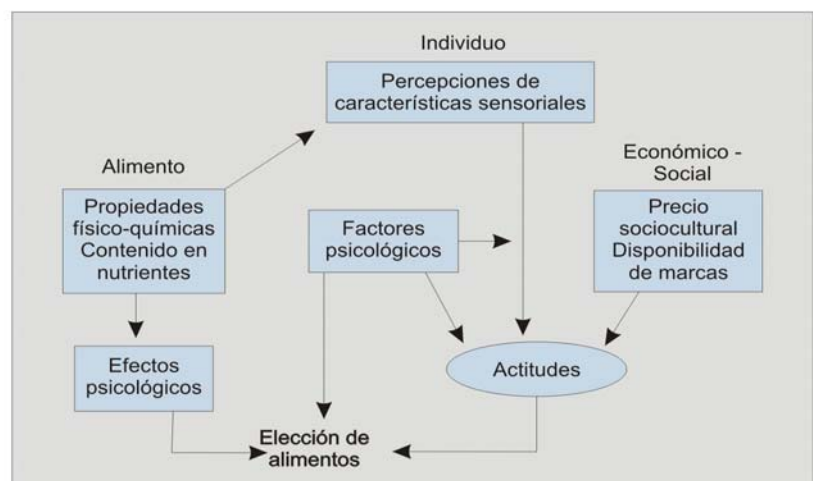 Individuo
Percepciones de
características sensoriales
Alimento
Propiedades
físico-químicas
Contenido en
nutrientes
Factores
psicológicos
Económico -
Social
Precio
sociocultural
Disponibilidad
de marcas
Efectos
psicológicos
Actitudes
Elección de
alimentos